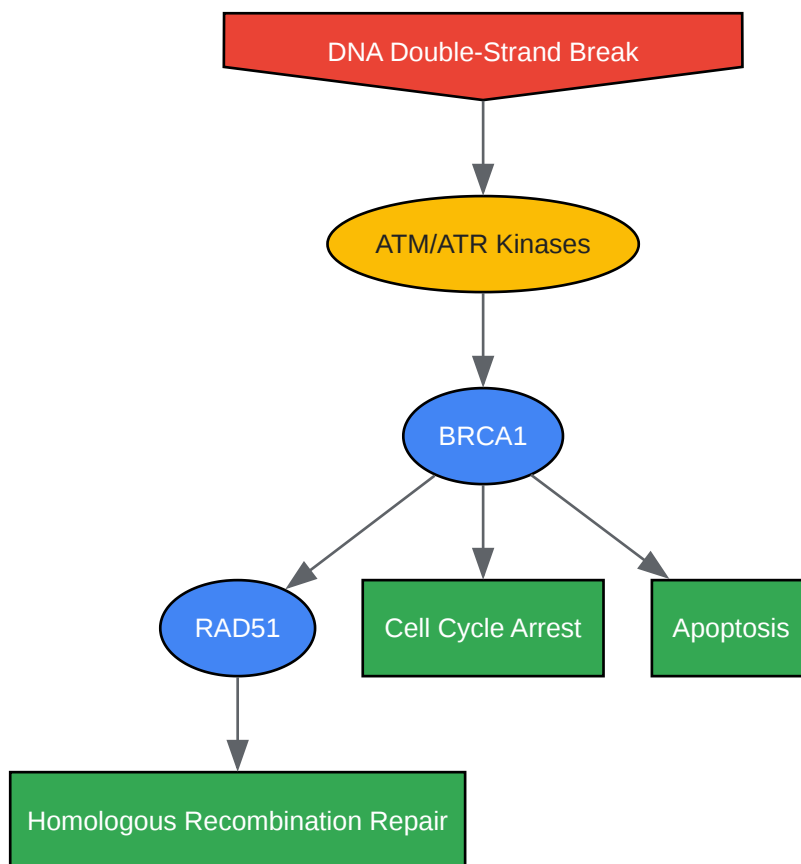 DNA Double-Strand Break
ATM/ATR Kinases
BRCA1
RAD51
Cell Cycle Arrest
Apoptosis
Homologous Recombination Repair